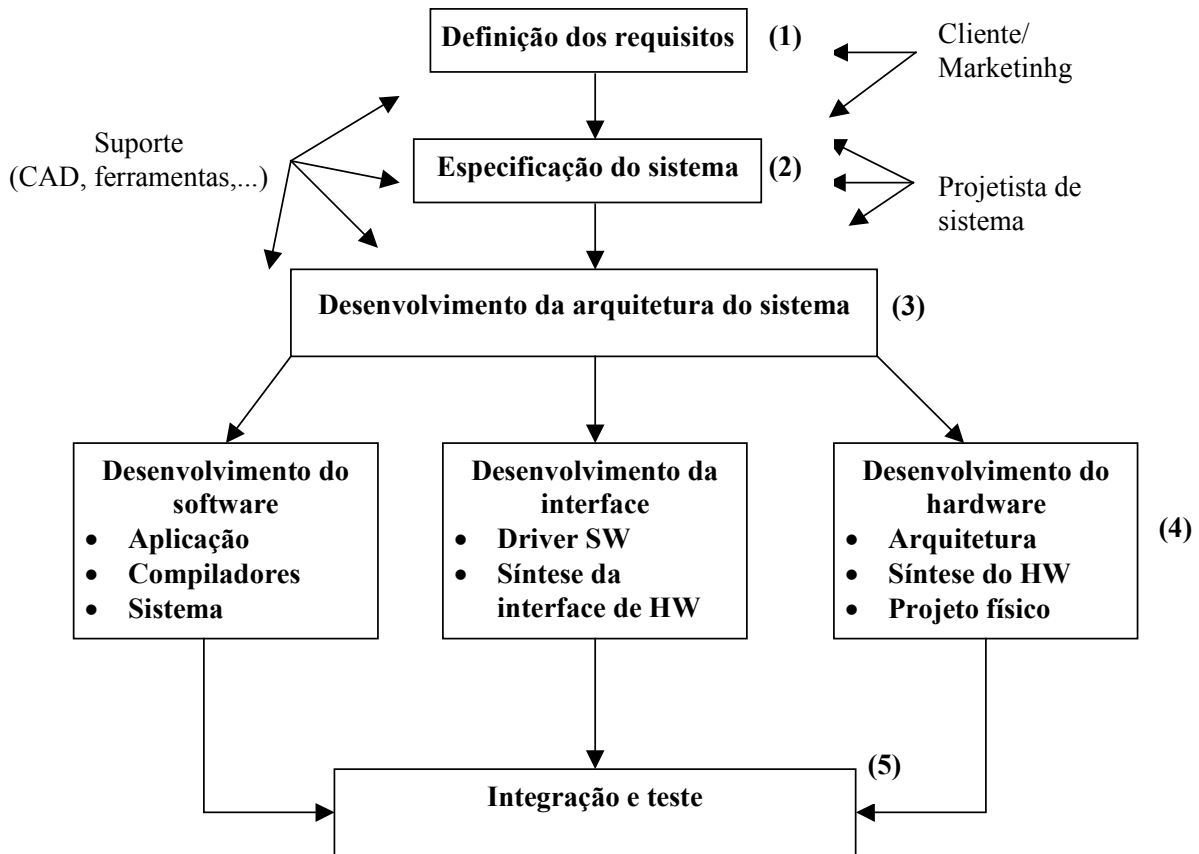 Definição dos requisitos
(1)
Cliente/
Marketinhg
Suporte
(CAD, ferramentas,...)
Especificação do sistema
(2)
Projetista de
sistema
Desenvolvimento da arquitetura do sistema
(3)
Desenvolvimento do
software
• Aplicação
• Compiladores
• Sistema
Desenvolvimento da
interface
• Driver SW
• Síntese da
interface de HW
Desenvolvimento do
hardware
• Arquitetura
• Síntese do HW
• Projeto físico
(4)
(5)
Integração e teste